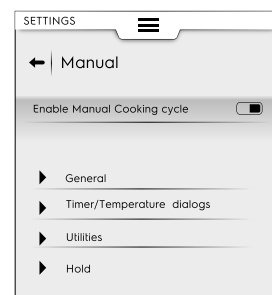 SETTINGS
Manual
Enable Manual Cooking cycle
General
Timer/Temperature dialogs
Utilities
Hold